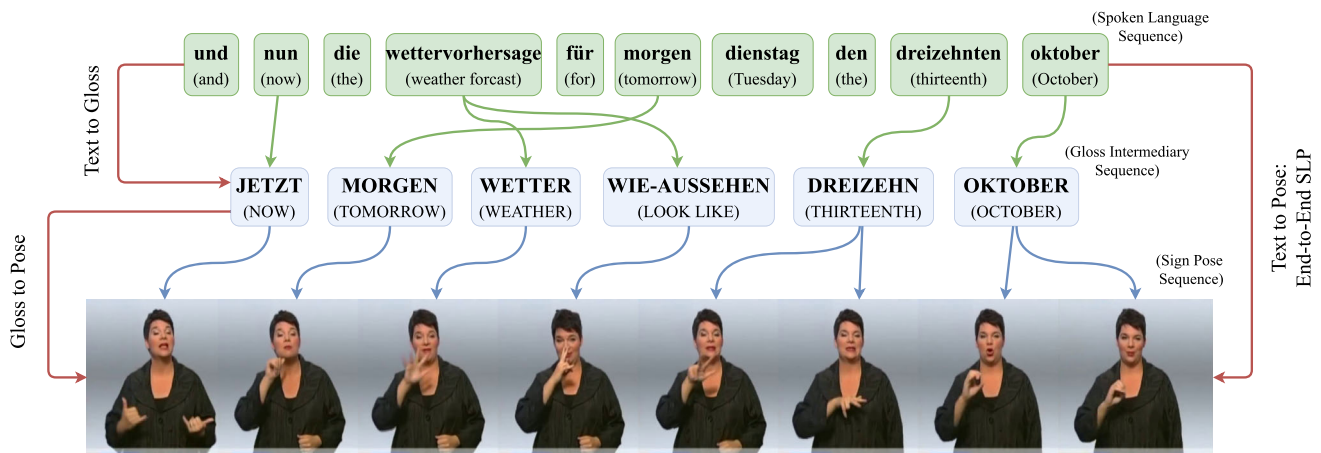 (Spoken Language
Sequence)
und nun die wettervorhersage für morgen dienstag den dreizehnten oktober
(and) (now) (the) (weather forcast) (for) (tomorrow) (Tuesday) (the) (thirteenth) (October)
Text to Gloss
(Gloss Intermediary
Sequence)
JETZT MORGEN WETTER WIE-AUSSEHEN DREIZEHN OKTOBER
(NOW) (TOMORROW) (WEATHER) (LOOK LIKE) (THIRTEENTH) (OCTOBER)
Text to Pose:
End-to-End SLP
Gloss to Pose
(Sign Pose
Sequence)